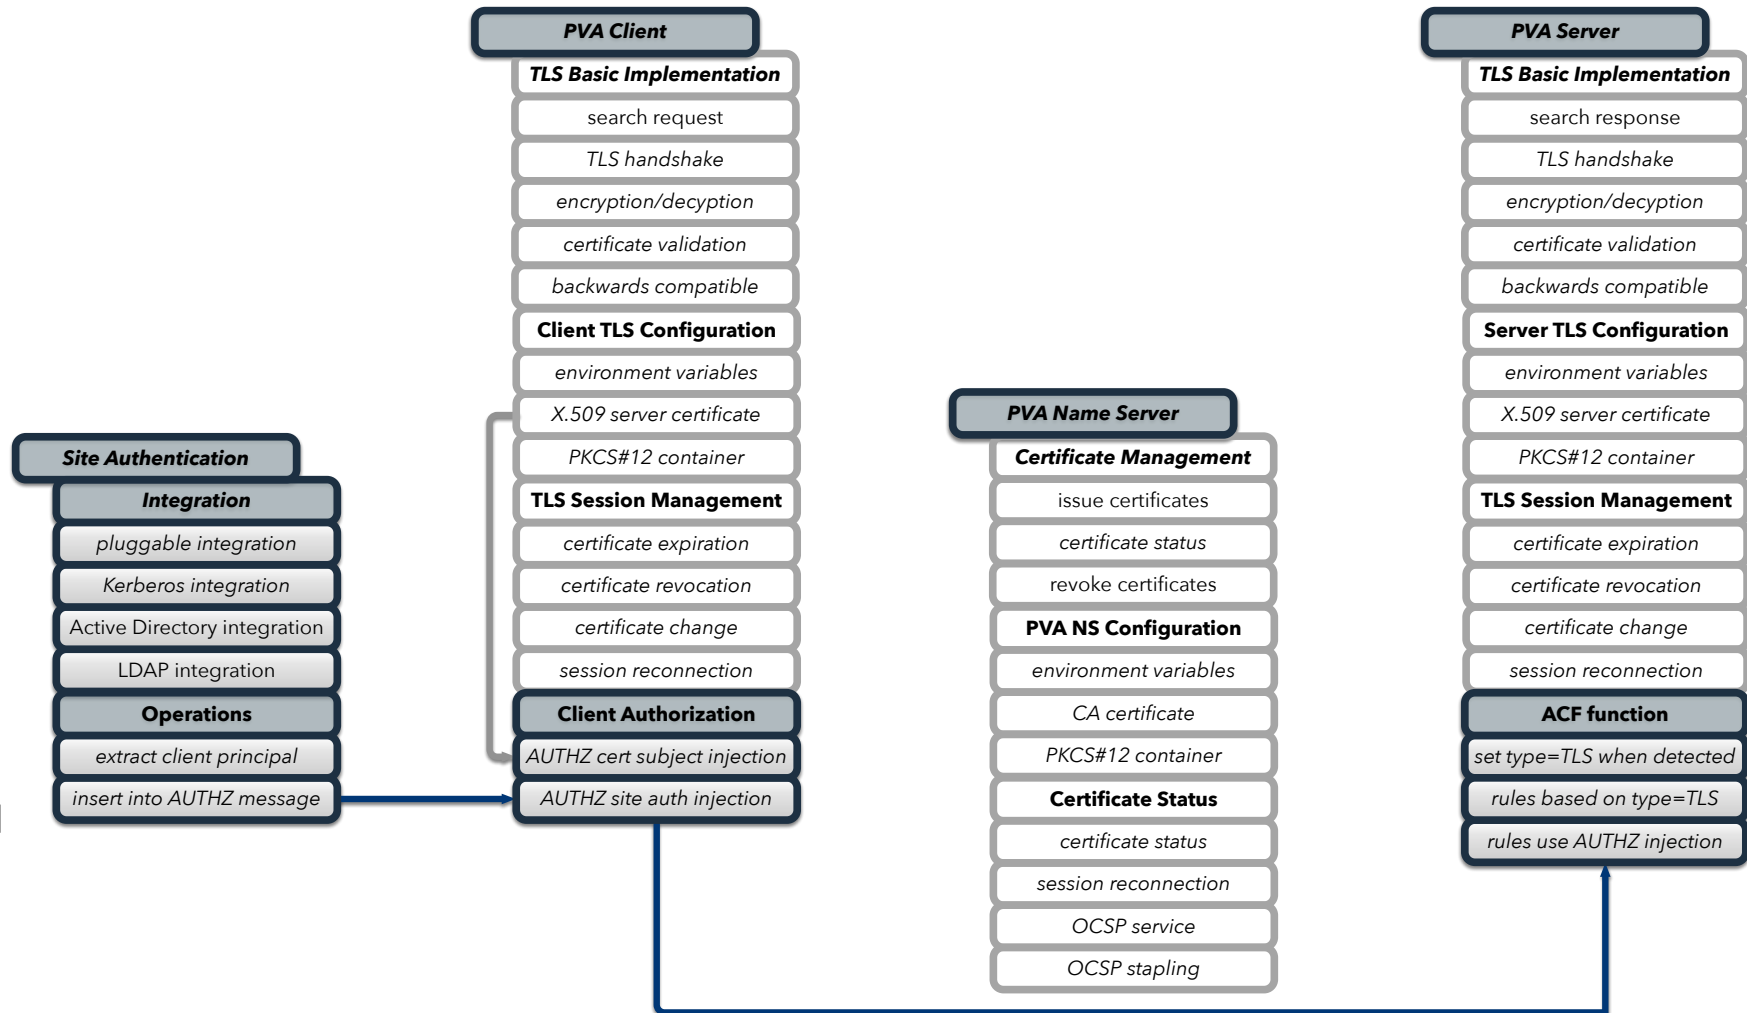 PVA Client
TLS Basic Implementation
search request
TLS handshake
encryption/decyption
certificate validation
backwards compatible
Client TLS Configuration
environment variables
X.509 server certificate
PKCS#12 container
TLS Session Management
certificate expiration
certificate revocation
certificate change
session reconnection
Client Authorization
AUTHZ cert subject injection
AUTHZ site auth injection
Site Authentication
Integration
pluggable integration
Kerberos integration
Active Directory integration
LDAP integration
Operations
extract client principal
insert into AUTHZ message
PVA Name Server
Certificate Management
issue certificates
certificate status
revoke certificates
PVA NS Configuration
environment variables
CA certificate
PKCS#12 container
Certificate Status
certificate status
session reconnection
OCSP service
OCSP stapling
PVA Server
TLS Basic Implementation
search response
TLS handshake
encryption/decyption
certificate validation
backwards compatible
Server TLS Configuration
environment variables
X.509 server certificate
PKCS#12 container
TLS Session Management
certificate expiration
certificate revocation
certificate change
session reconnection
ACF function
set type=TLS when detected
rules based on type=TLS
rules use AUTHZ injection